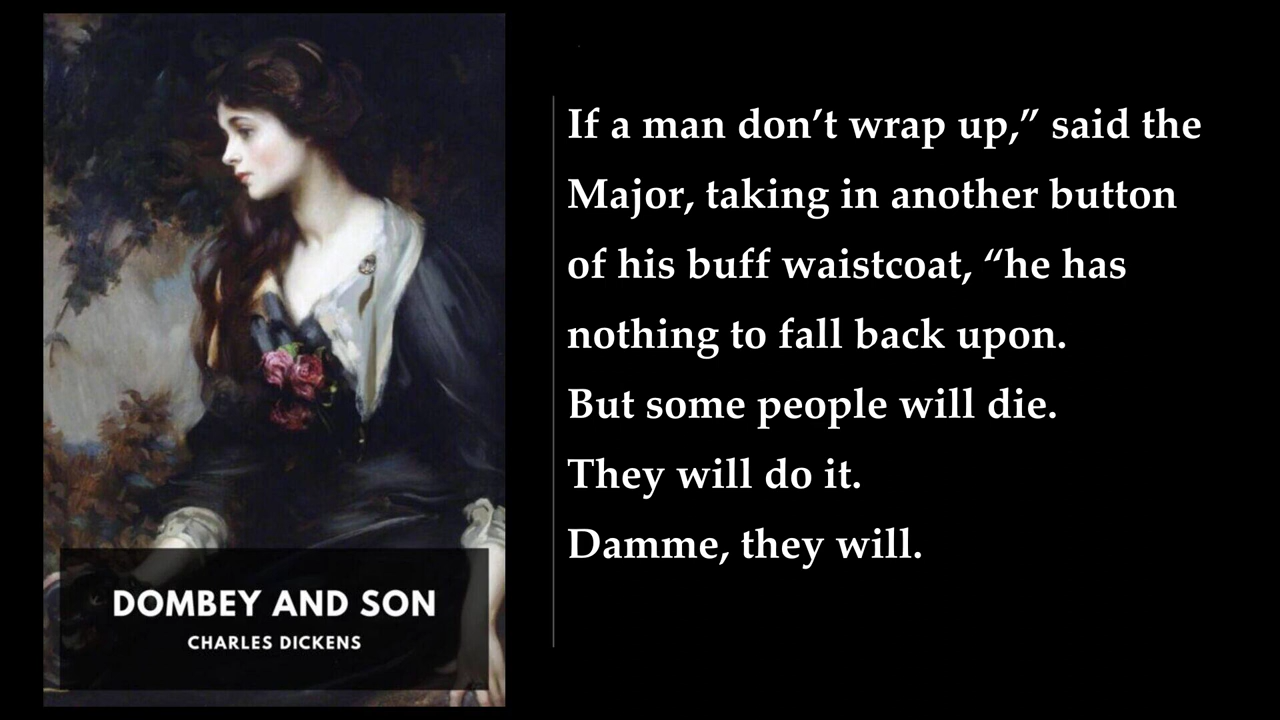 DOMBEY AND SON
CHARLES DICKENS
If a man don’t wrap up,” said the
Major, taking in another button
of his buff waistcoat, “he has
nothing to fall back upon.
But some people will die.
They will do it.
Damme, they will.